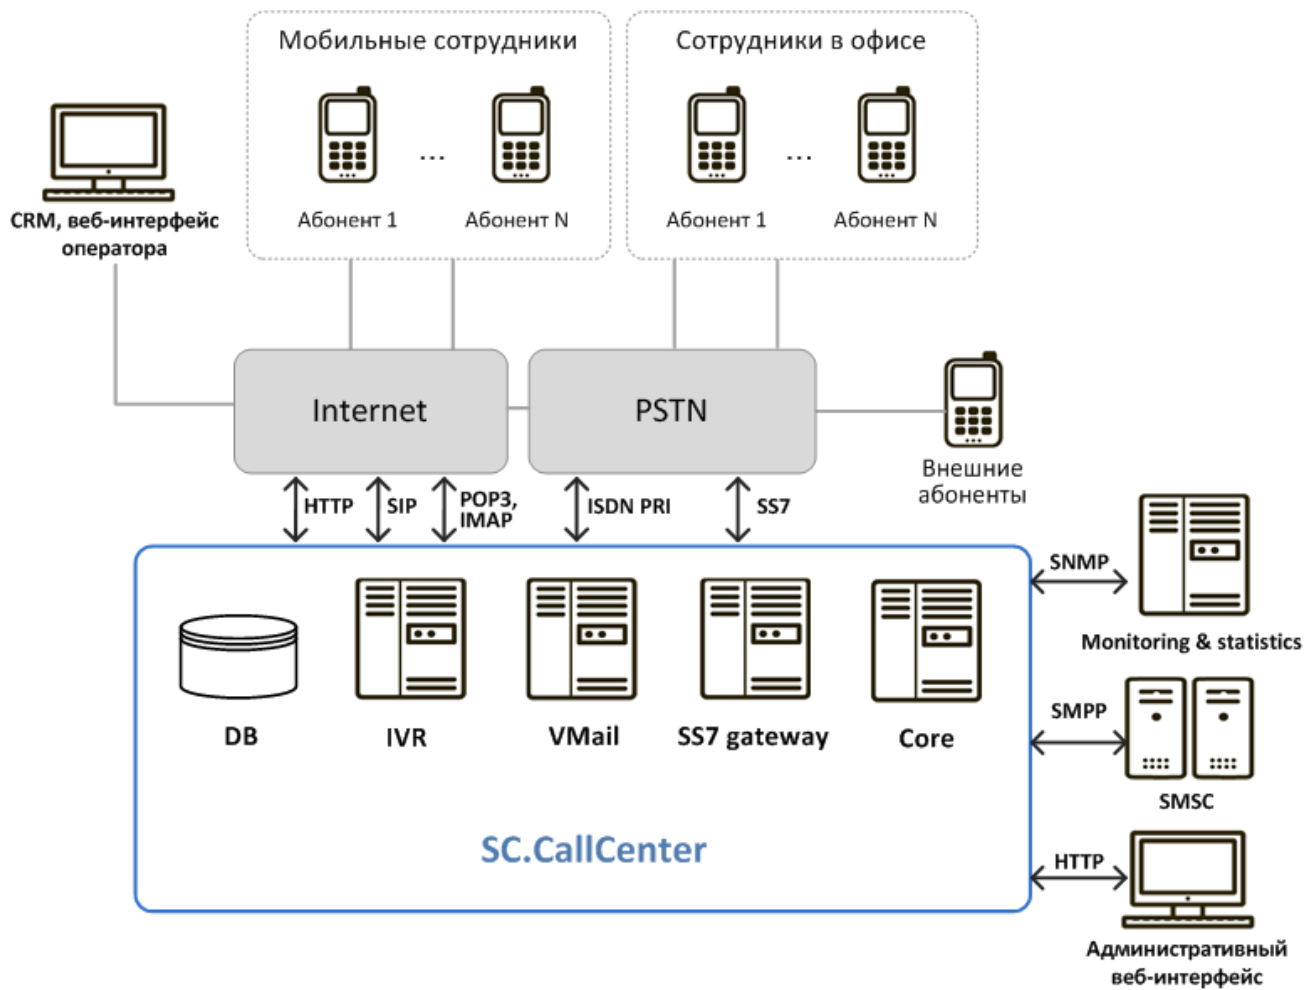 Мобильные сотрудники
Сотрудники в офисе
...
...
Абонент 1
Абонент N
Абонент 1
Абонент N
CRM, веб-интерфейс
оператора
Internet
PSTN
Внешние
абоненты
HTTP
SIP
POP3,
IMAP
ISDN PRI
SS7
SNMP
Monitoring & statistics
DB
IVR
VMail
SS7 gateway
Core
SMPP
SMSC
SC.CallCenter
HTTP
Административный
веб-интерфейс